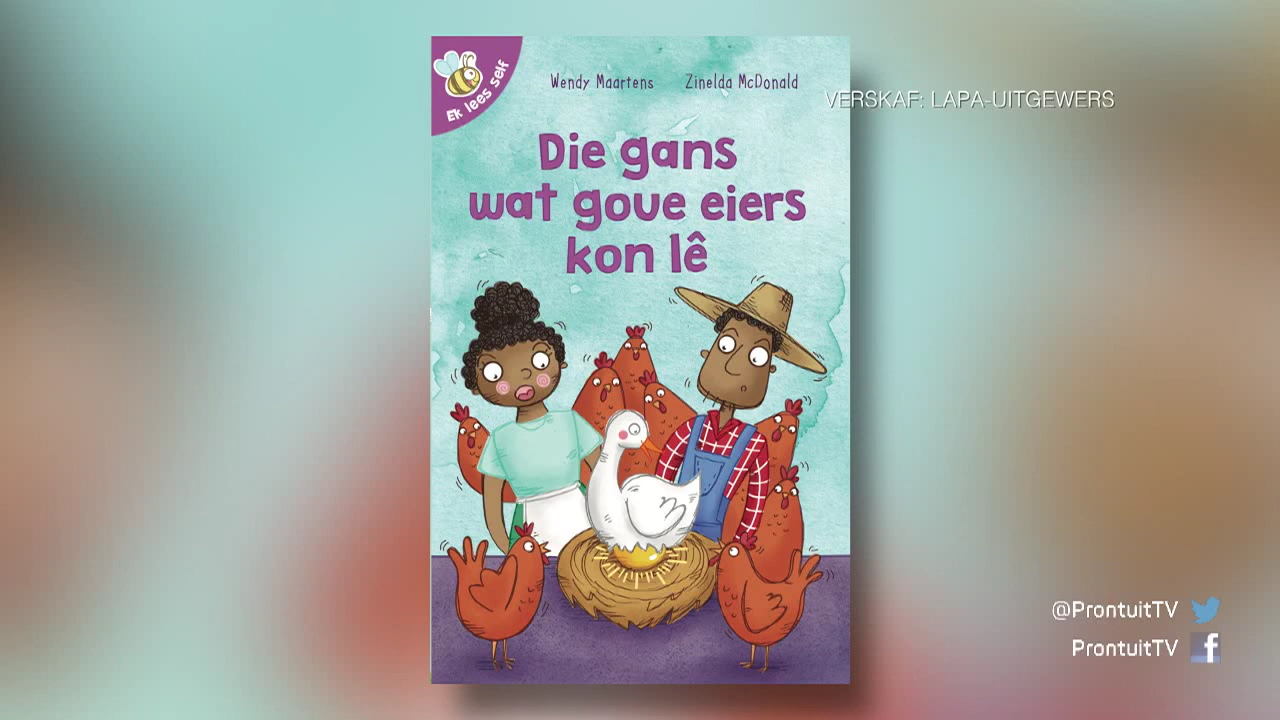 Ek lees self
Wendy Maartens Zinelda McDonald
VERSKAF: LAPA-UITGEWERS
Die gans
wat goue eiers
kon lê
@ProntuitTV
ProntuitTV